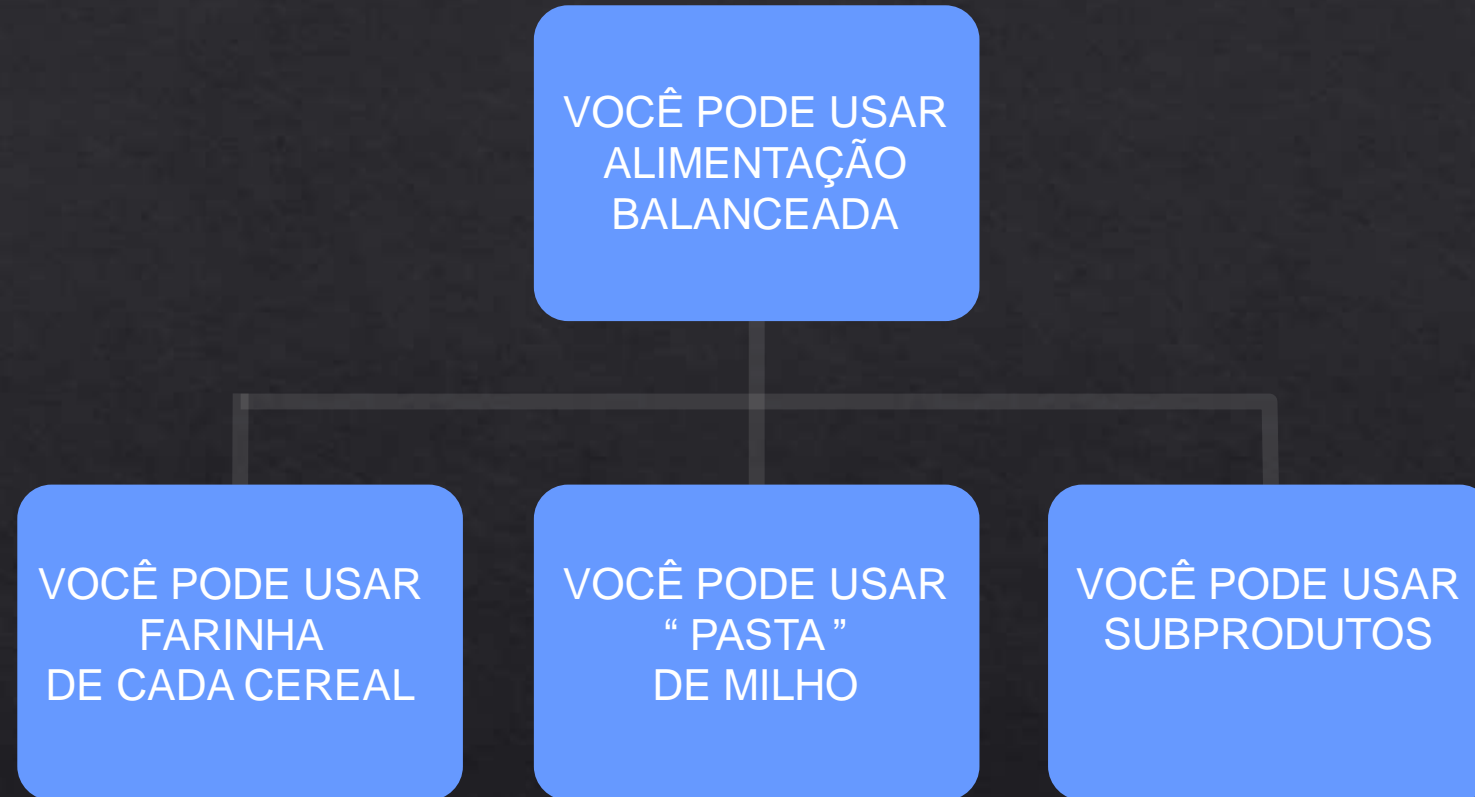 VOCÊ PODE USAR
ALIMENTAÇÃO
BALANCEADA
VOCÊ PODE USAR
FARINHA
DE CADA CEREAL
VOCÊ PODE USAR
“ PASTA ”
DE MILHO
VOCÊ PODE USAR
SUBPRODUTOS